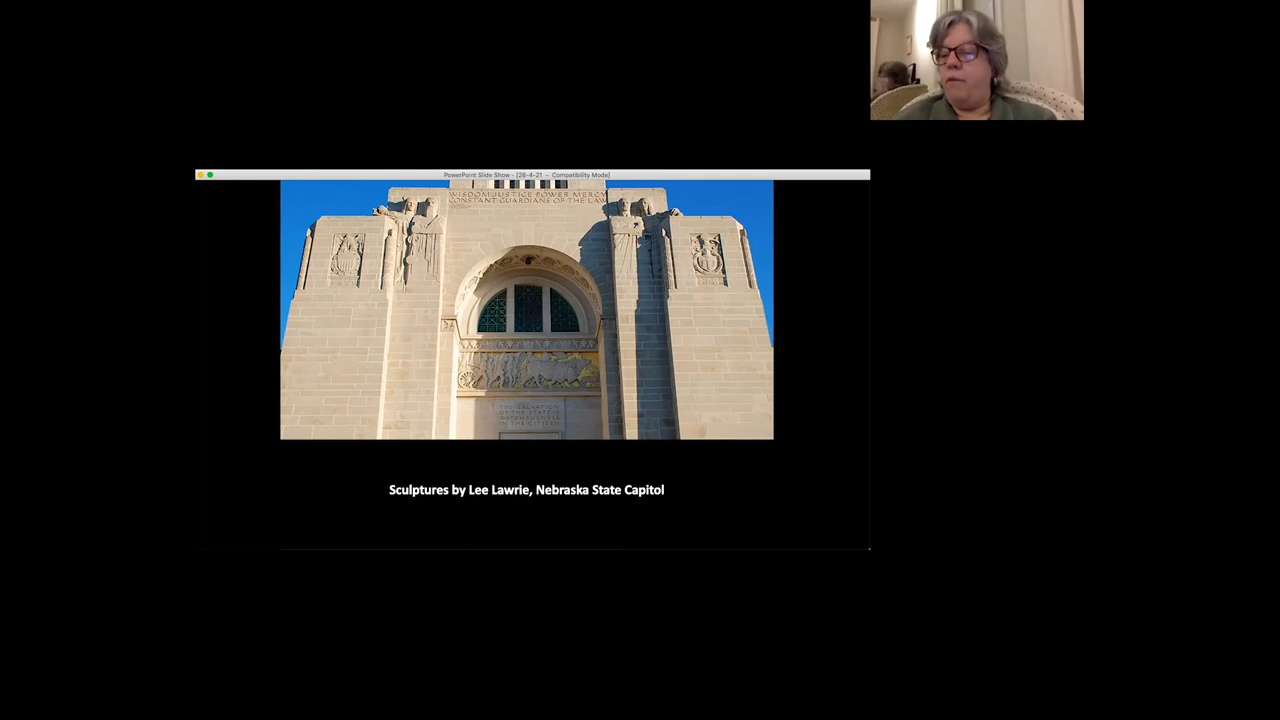 PowerPoint Slide Show - [26-4-21 - Compatibility Mode]
WISDOM JUSTICE POWER MERCY
CONSTANT GUARDIANS OF THE LAW
THE SALVATION
OF THE STATE IS
WATCHFULNESS
IN THE CITIZEN
Sculptures by Lee Lawrie, Nebraska State Capitol